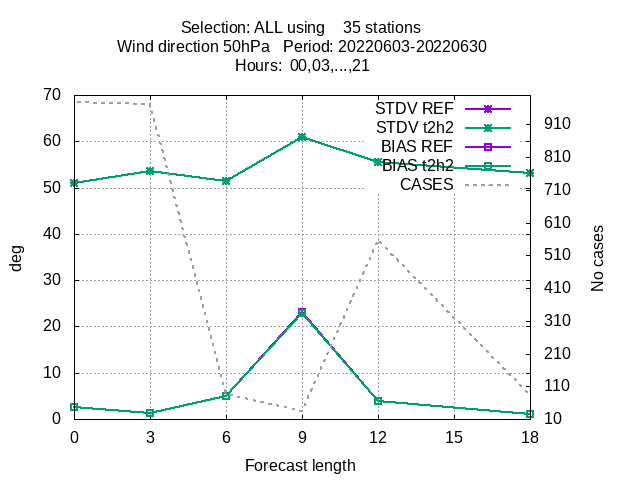 Selection: ALL using    35 stations
Wind direction 50hPa   Period: 20220603-20220630
Hours:  00,03,...,21
STDV REF
STDV t2h2
BIAS REF
BIAS t2h2
CASES
70
60
50
40
30
20
10
0
910
810
710
610
510
410
310
210
110
10
deg
No cases
0 3 6 9 12 15 18
Forecast length